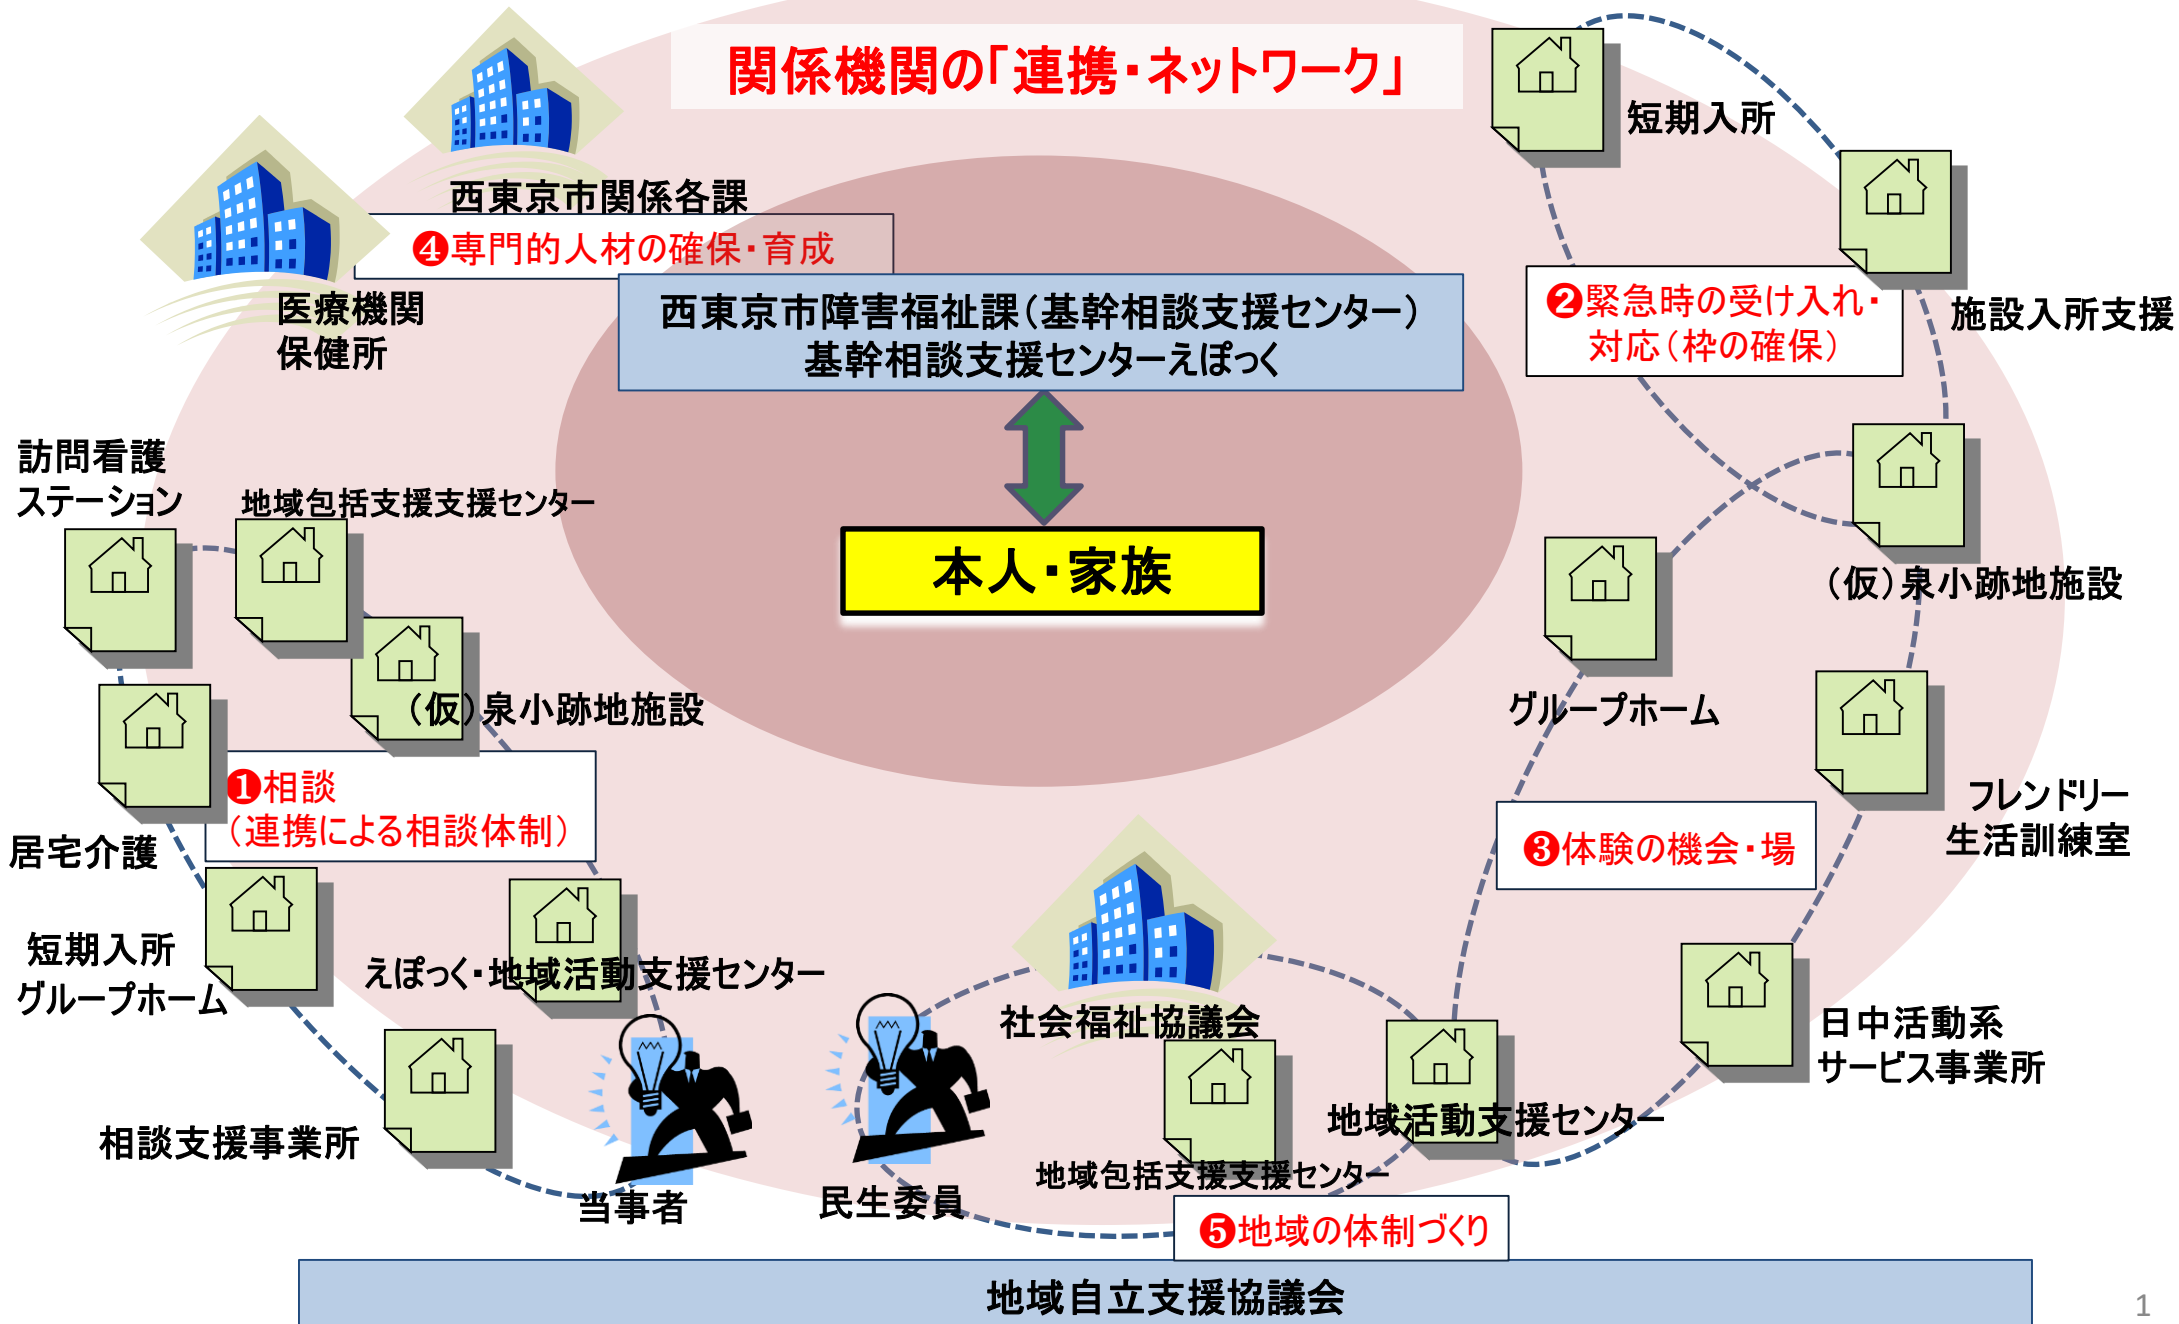 関係機関の「連携・ネットワーク」
短期入所
西東京市関係各課
❹専門的人材の確保・育成
医療機関
保健所
西東京市障害福祉課（基幹相談支援センター）
基幹相談支援センターえぽっく
❷緊急時の受け入れ・
対応（枠の確保）
施設入所支援
訪問看護
ステーション
地域包括支援支援センター
本人・家族
（仮）泉小跡地施設
（仮）泉小跡地施設
グループホーム
❶相談
（連携による相談体制）
居宅介護
フレンドリー
生活訓練室
❸体験の機会・場
短期入所
グループホーム
えぽっく・地域活動支援センター
社会福祉協議会
日中活動系
サービス事業所
地域活動支援センター
相談支援事業所
地域包括支援支援センター
当事者
民生委員
❺地域の体制づくり
地域自立支援協議会
1